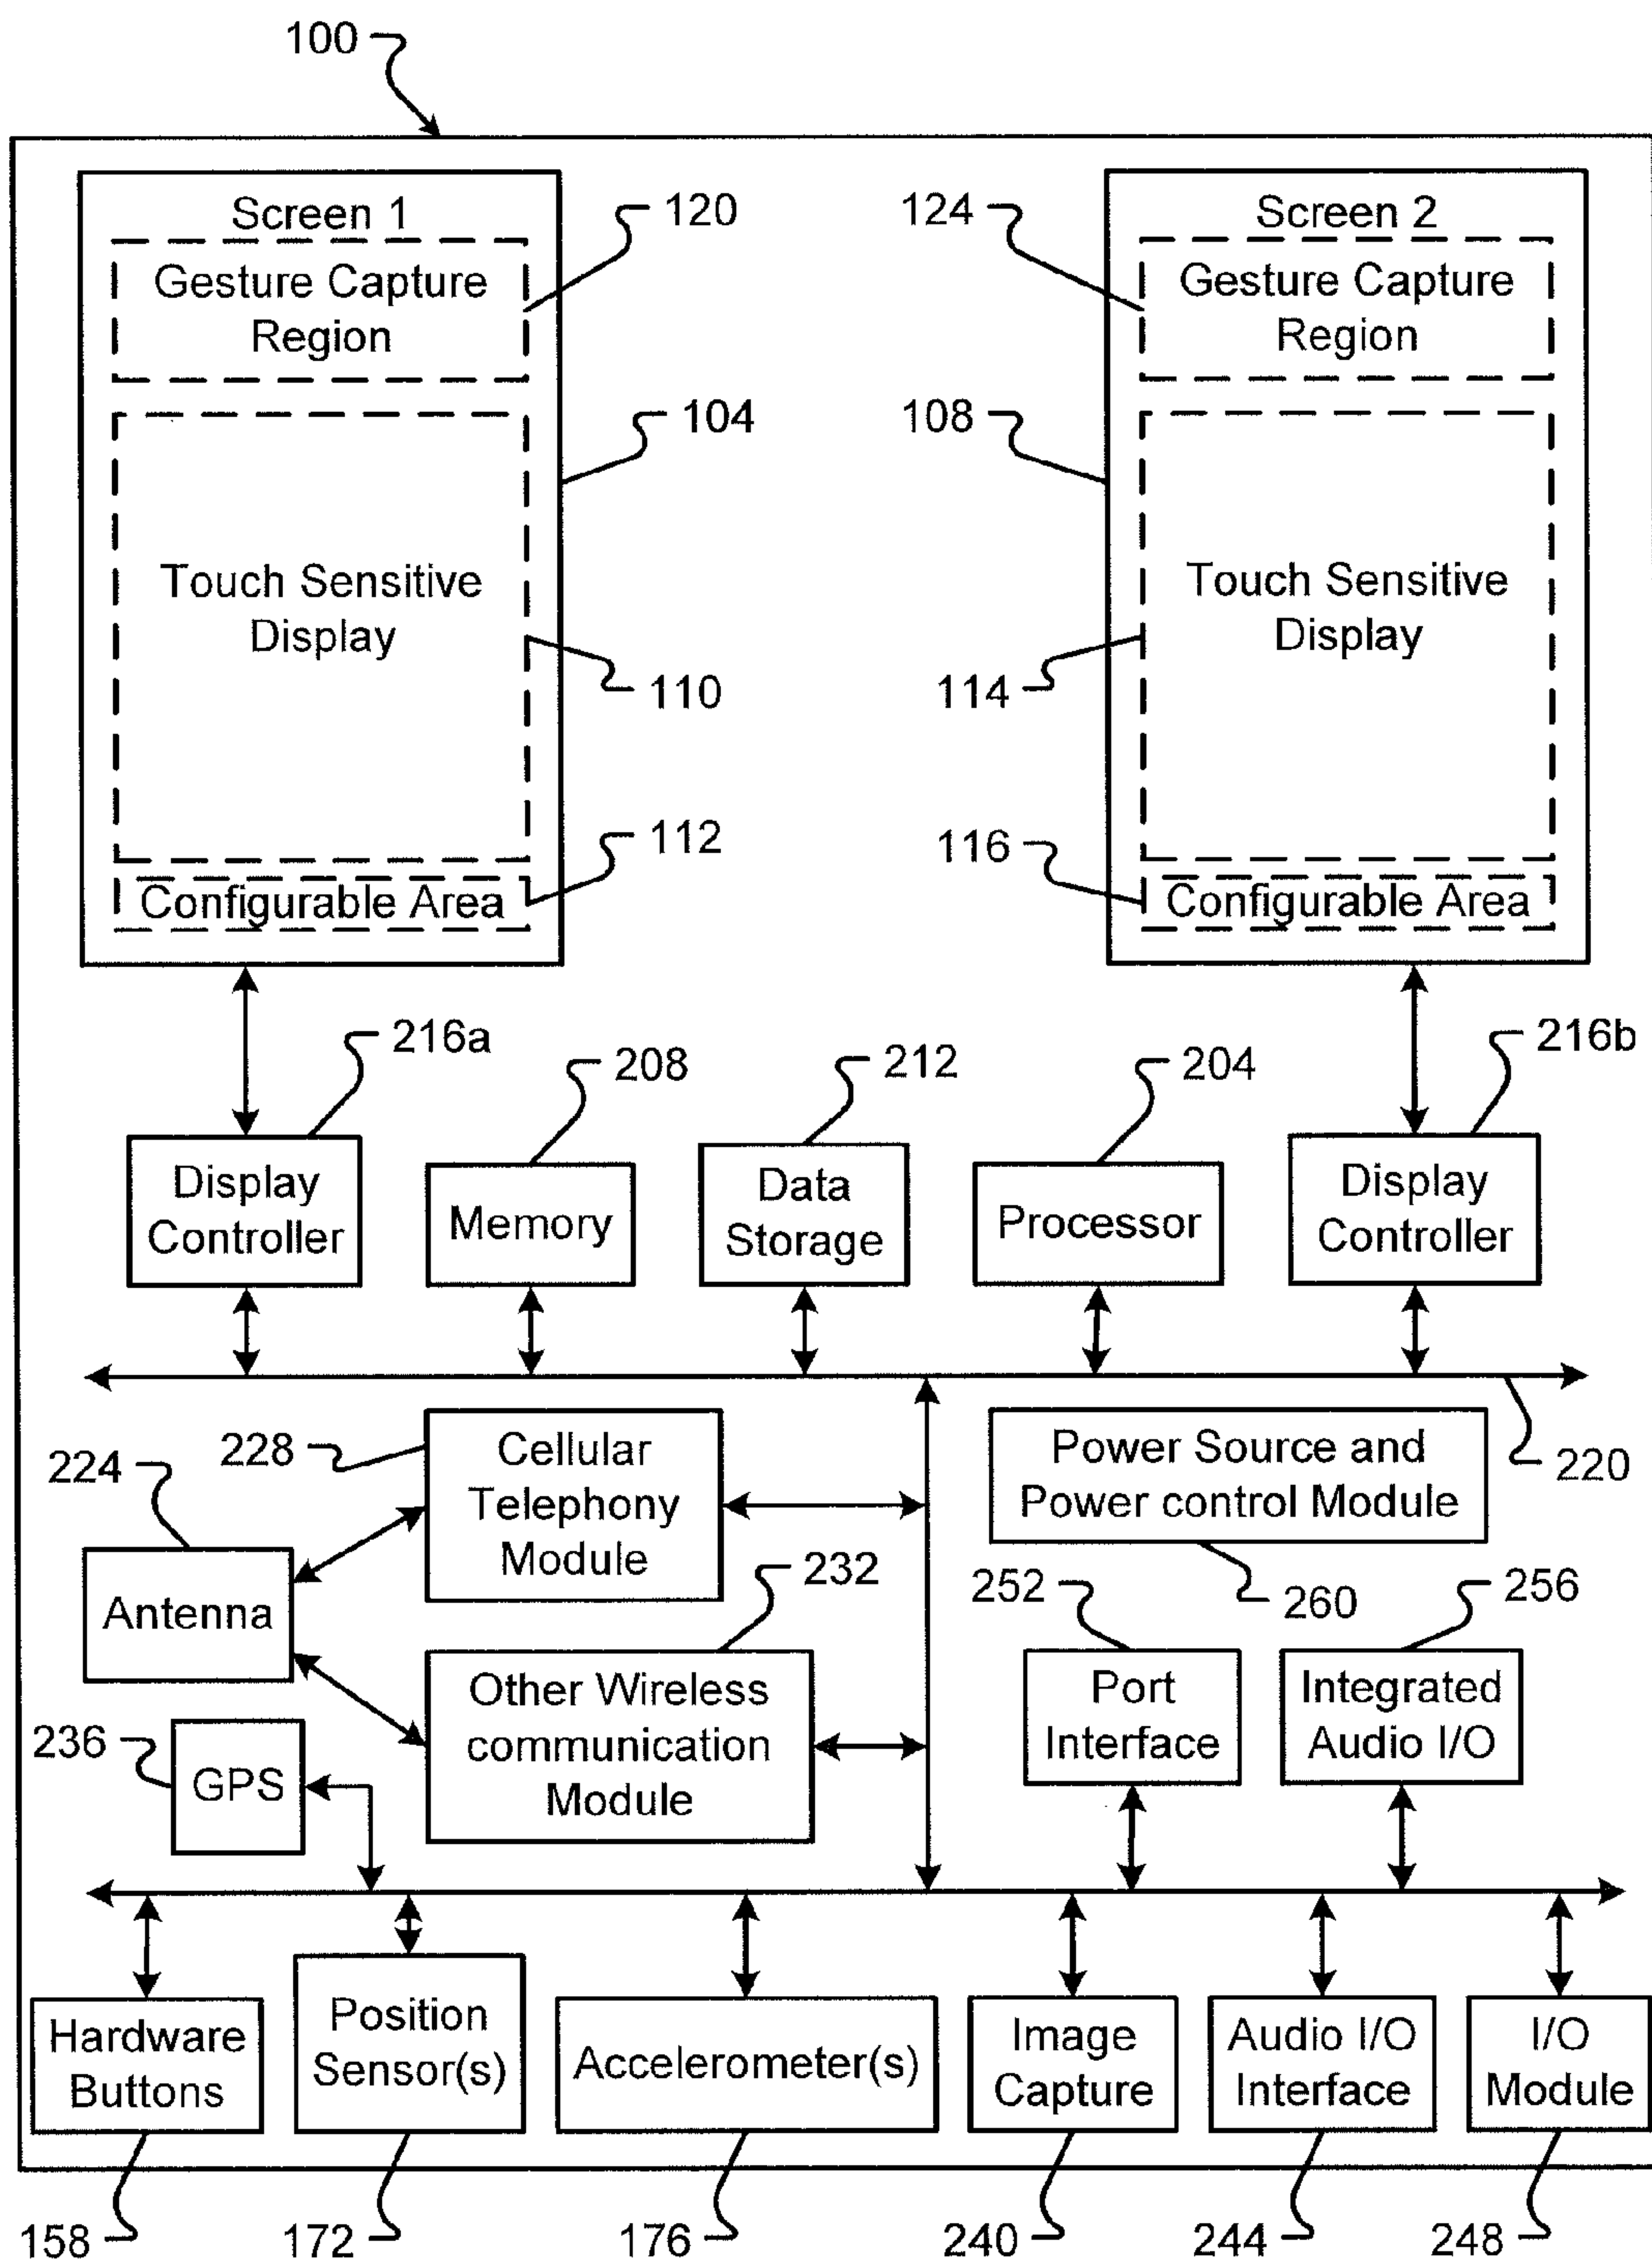 100
Screen 1
120
124
Screen 2
Gesture Capture
Region
Gesture Capture
Region
104
108
Touch Sensitive
Display
Touch Sensitive
Display
110
114
112
116
Configurable Area
Configurable Area
216a
208
212
204
216b
Display
Controller
Memory
Data
Storage
Processor
Display
Controller
228
Cellular
Telephony
Module
Power Source and
Power control Module
220
224
Antenna
232
252
260
256
Other Wireless
communication
Module
Port
Interface
Integrated
Audio I/O
236
GPS
Hardware
Buttons
Position
Sensor(s)
Accelerometer(s)
Image
Capture
Audio I/O
Interface
I/O
Module
158
172
176
240
244
248